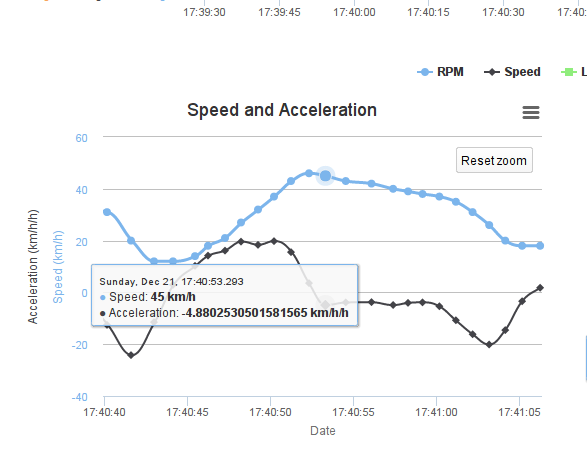 17:39:30 17:39:45 17:40:00 17:40:15 17:40:30 17:40:
RPM Speed L
Speed and Acceleration
Reset zoom
Acceleration (km/h/h)
Speed (km/h)
60
40
20
0
-20
-40
Sunday, Dec 21, 17:40:53.293
Speed: 45 km/h
Acceleration: -4.8802530501581565 km/h/h
17:40:40 17:40:45 17:40:50 17:40:55 17:41:00 17:41:05
Date